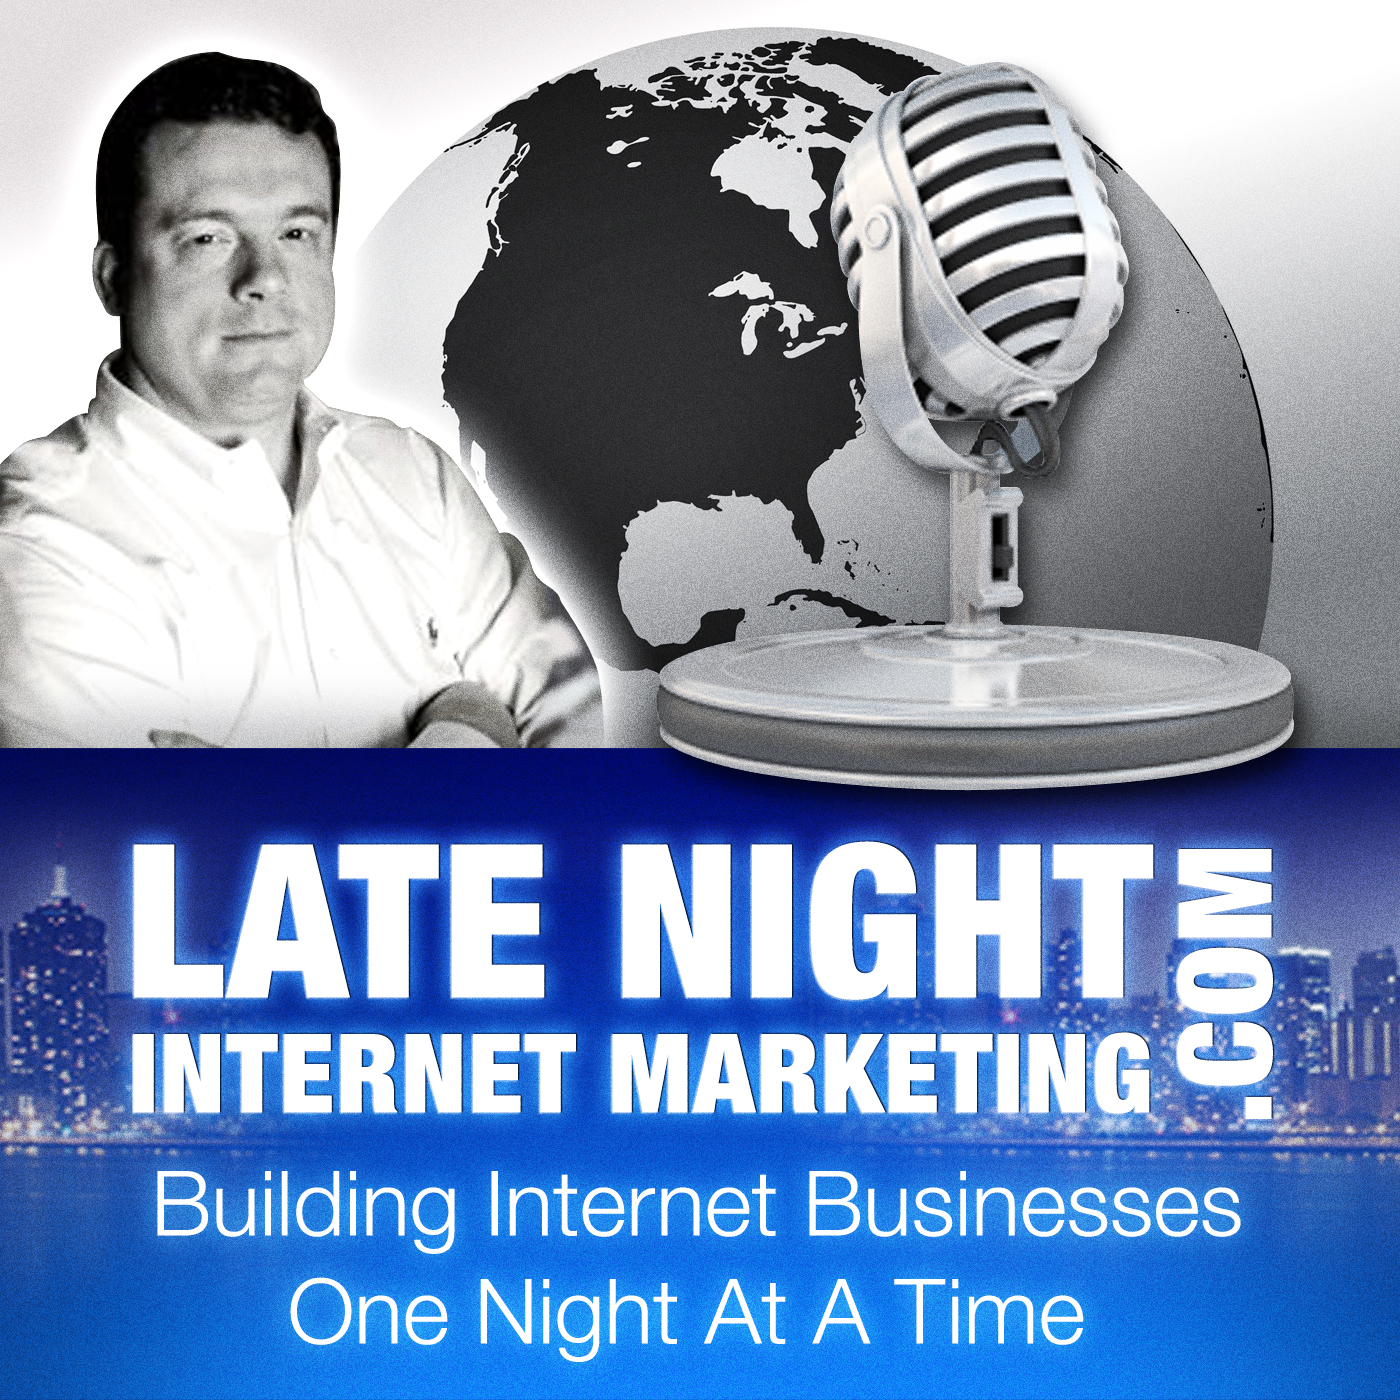 LATE NIGHT
INTERNET MARKETING
.COM
Building Internet Businesses
One Night At A Time